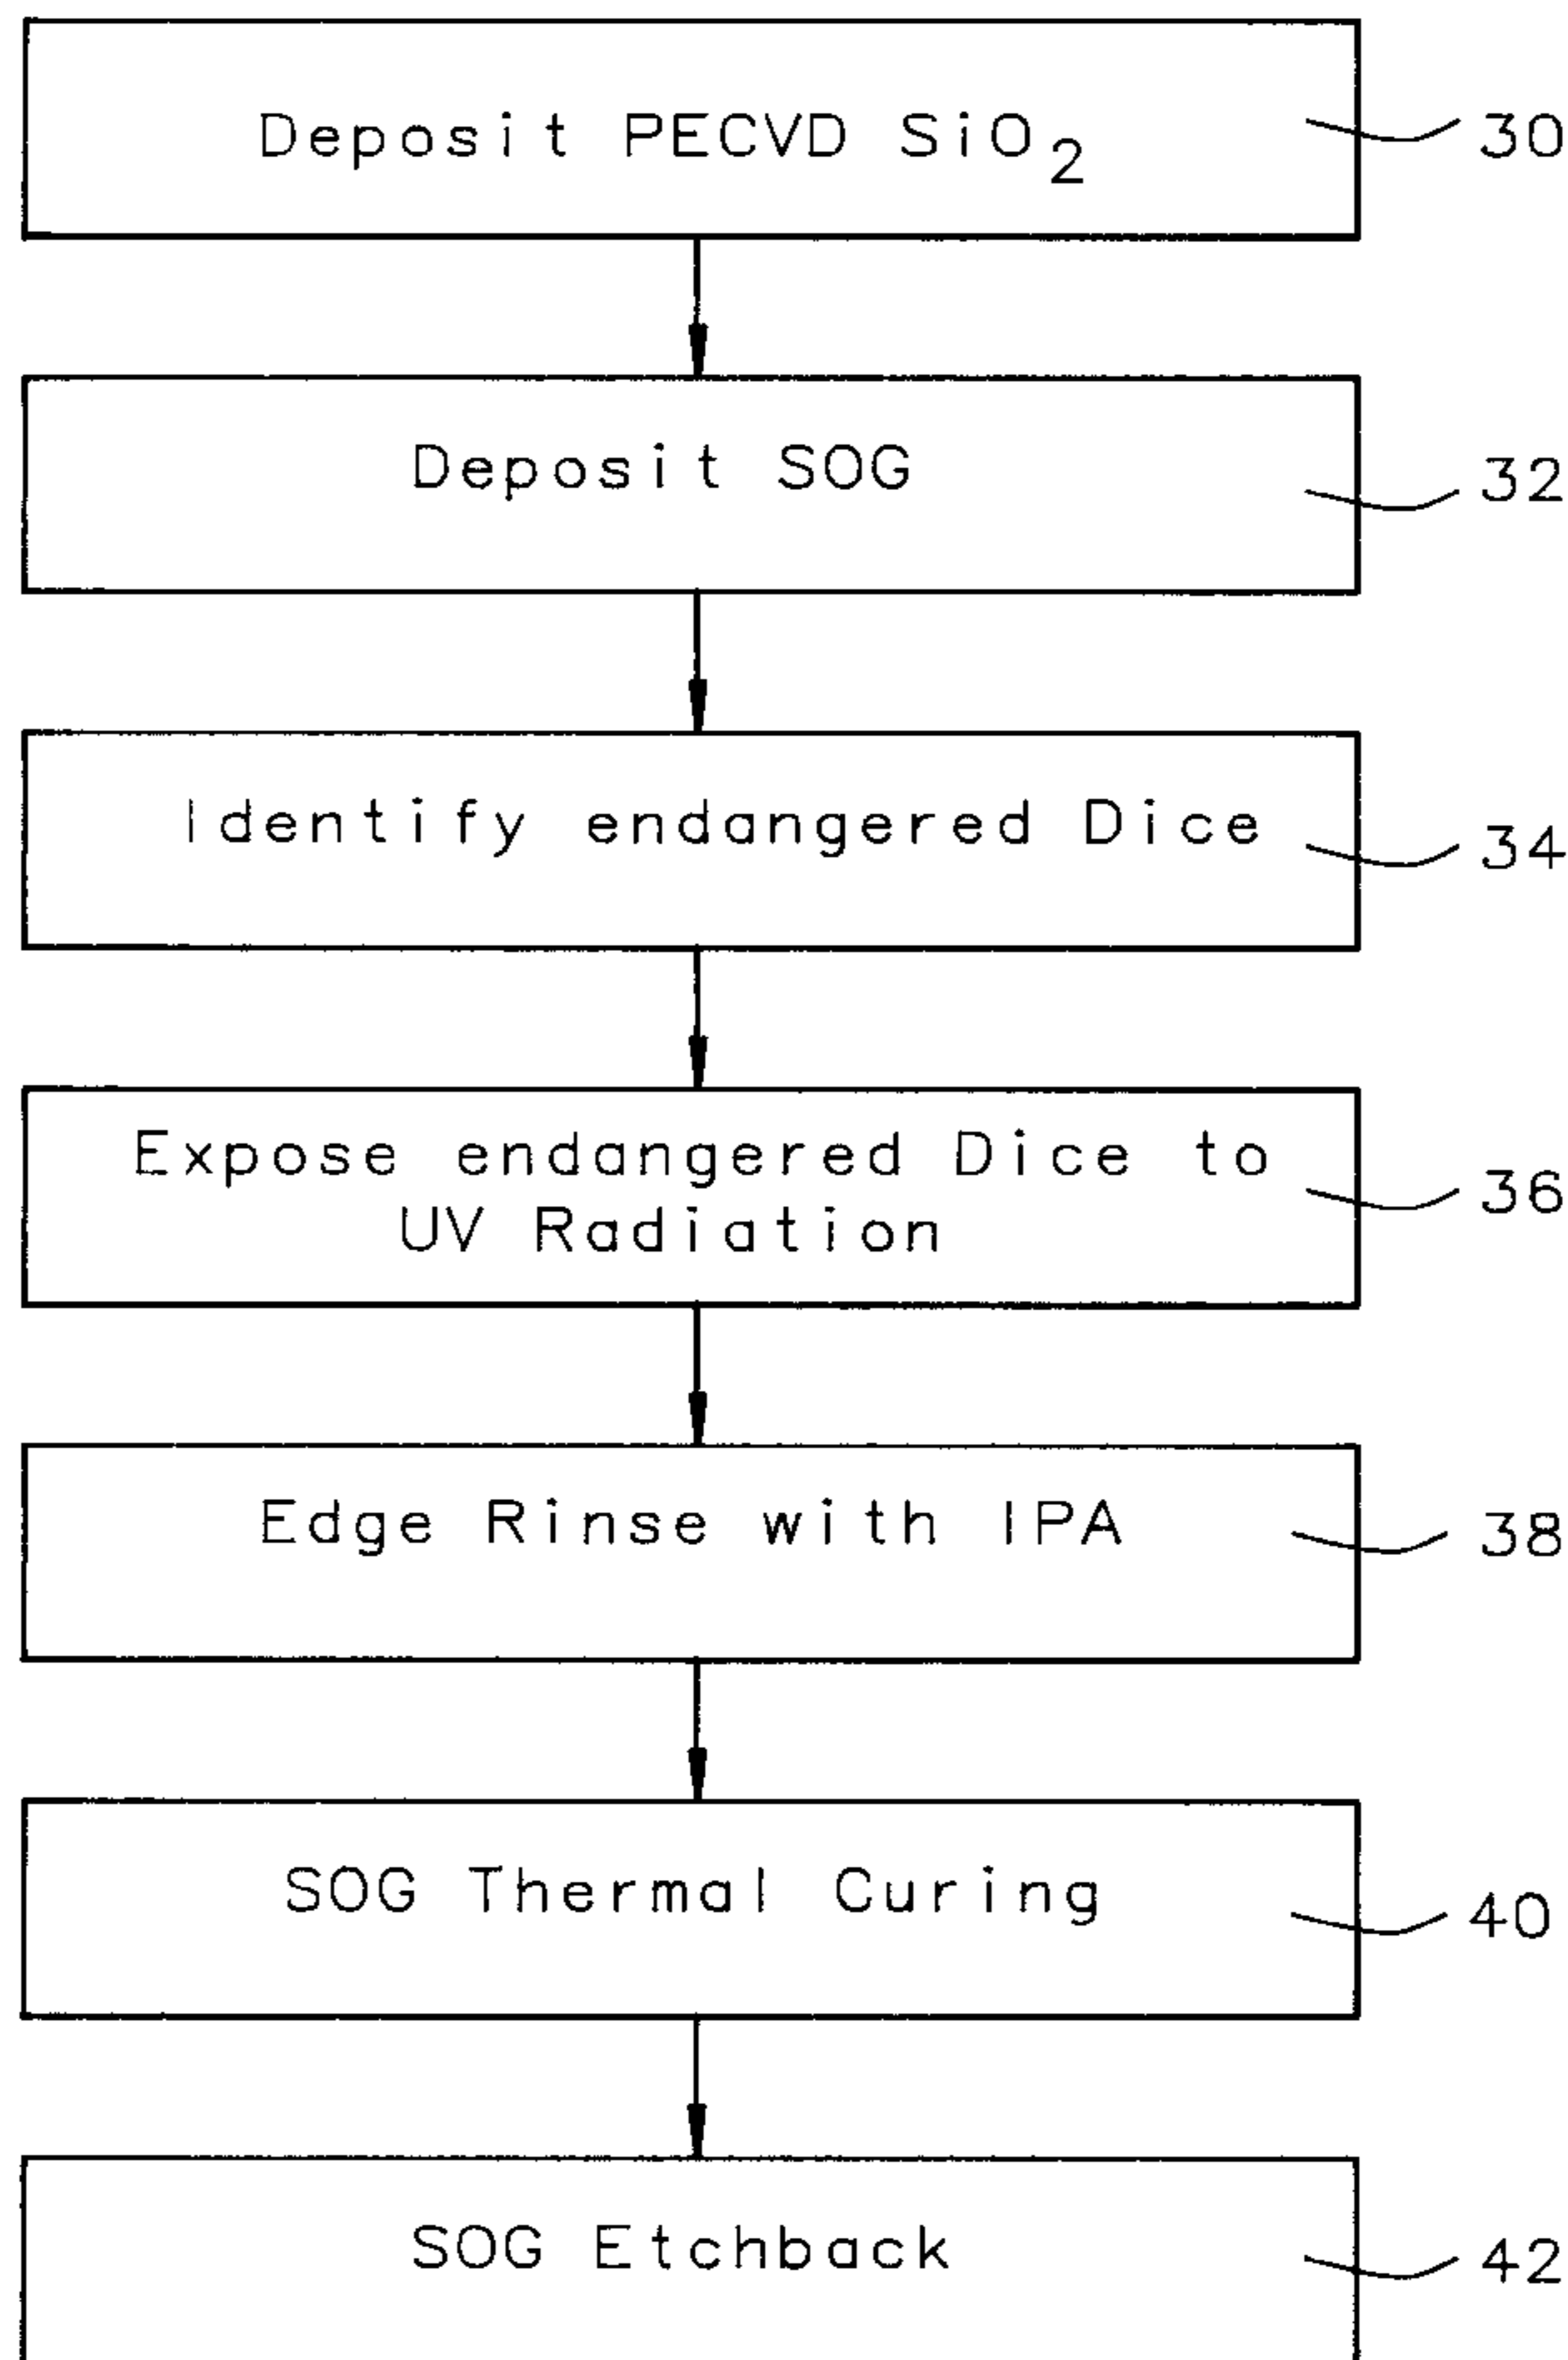 Deposit PECVD SiO₂
30
Deposit SOG
32
Identify endangered Dice
34
Expose endangered Dice to
UV Radiation
36
Edge Rinse with IPA
38
SOG Thermal Curing
40
SOG Etchback
42